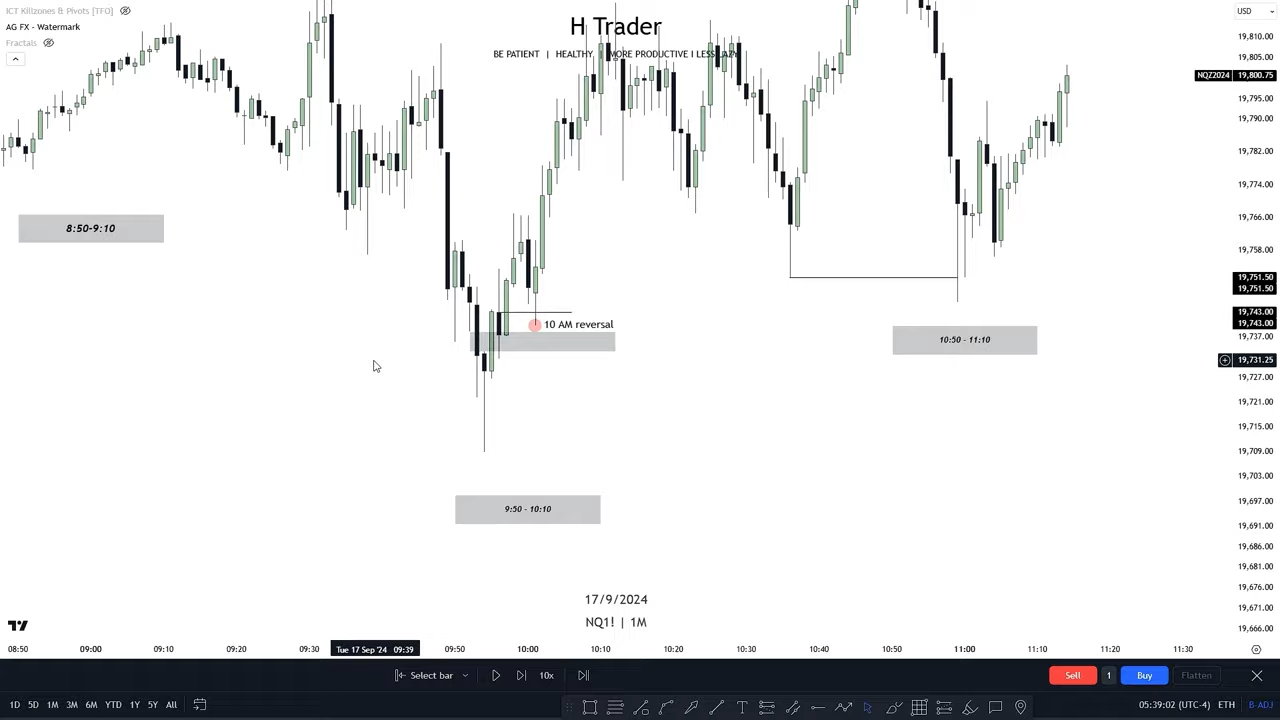 ICT Killzones & Pivots [TFO]
AG FX - Watermark
Fractals
H Trader
BE PATIENT | HEALTHY | MORE PRODUCTIVE I LESS LAZY
USD
19,810.00
19,805.00
NQZ2024 19,800.75
19,795.00
19,790.00
19,782.00
19,774.00
19,766.00
19,758.00
19,751.50
19,751.50
19,743.00
19,743.00
19,737.00
19,731.25
19,727.00
19,721.00
19,715.00
19,709.00
19,703.00
19,697.00
19,691.00
19,686.00
19,681.00
19,676.00
19,671.00
19,666.00
8:50-9:10
10 AM reversal
10:50 - 11:10
9:50 - 10:10
17/9/2024
NQ1! | 1M
08:50 09:00 09:10 09:20 09:30 Tue 17 Sep '24 09:39 09:50 10:00 10:10 10:20 10:30 10:40 10:50 11:00 11:10 11:20 11:30
Select bar 10x Sell 1 Buy Flatten
1D 5D 1M 3M 6M YTD 1Y 5Y All 05:39:02 (UTC-4) ETH B-ADJ